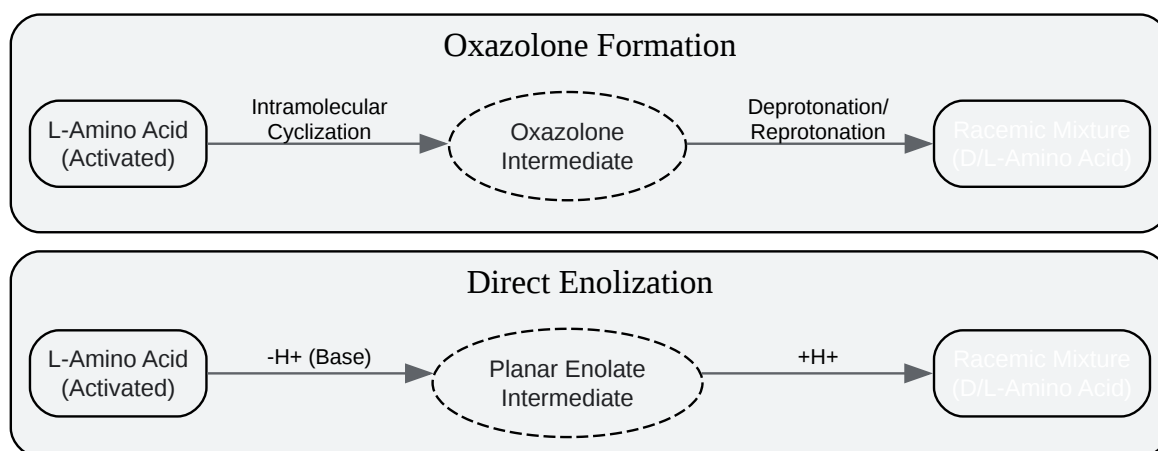 Oxazolone Formation
L-Amino Acid
(Activated)
Intramolecular
Cyclization
Oxazolone
Intermediate
Deprotonation/
Reprotonation
Racemic Mixture
(D/L-Amino Acid)
Direct Enolization
L-Amino Acid
(Activated)
-H+ (Base)
Planar Enolate
Intermediate
+H+
Racemic Mixture
(D/L-Amino Acid)